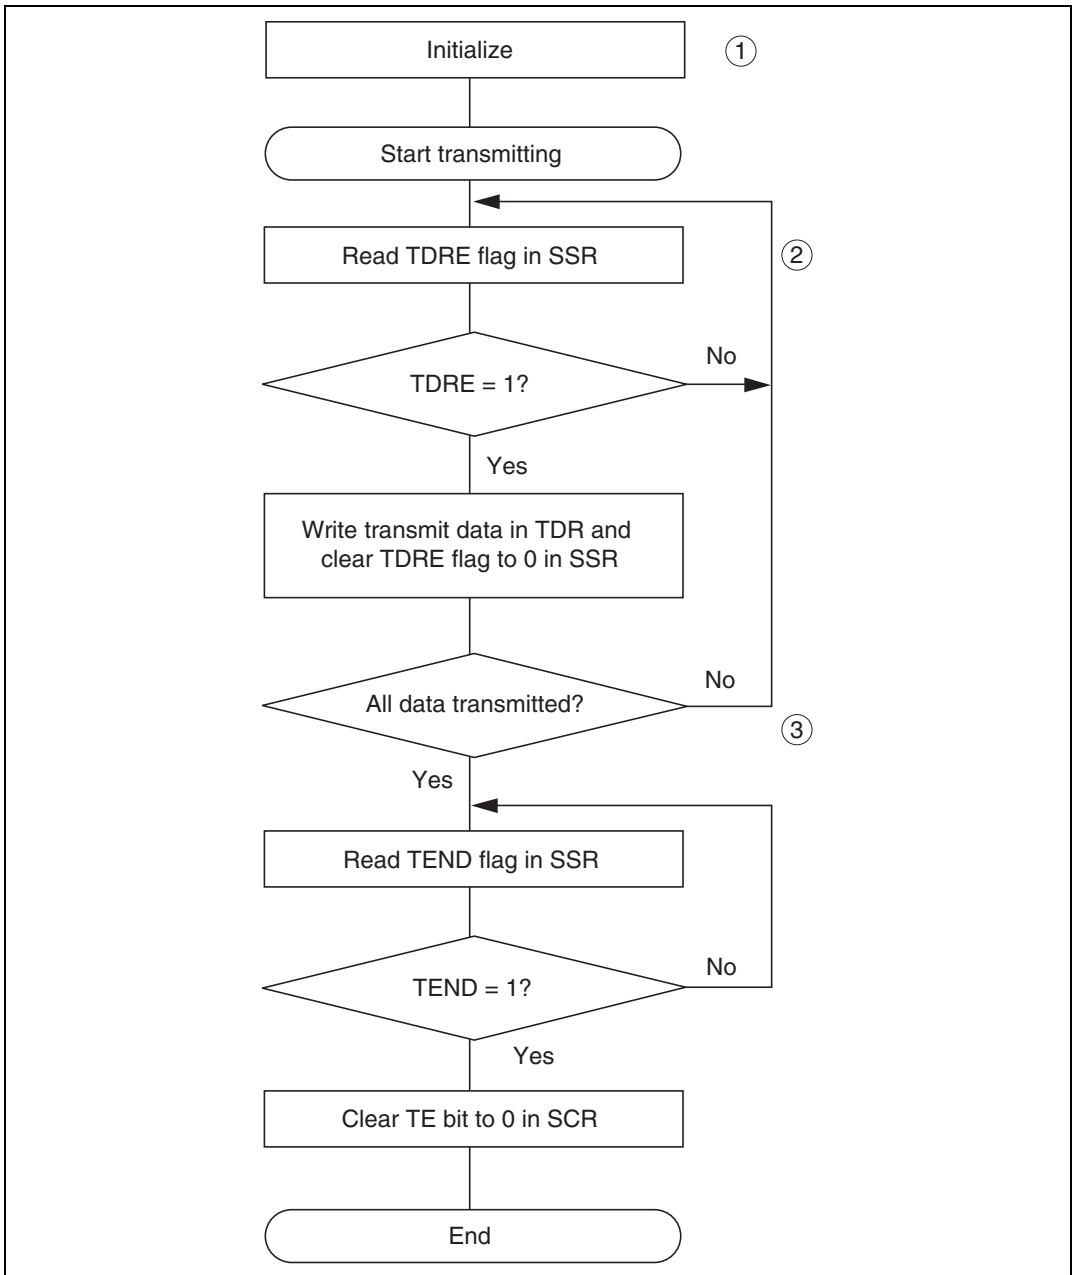 Initialize
①
Start transmitting
Read TDRE flag in SSR
②
No
TDRE = 1?
Yes
Write transmit data in TDR and
clear TDRE flag to 0 in SSR
No
All data transmitted?
③
Yes
Read TEND flag in SSR
No
TEND = 1?
Yes
Clear TE bit to 0 in SCR
End